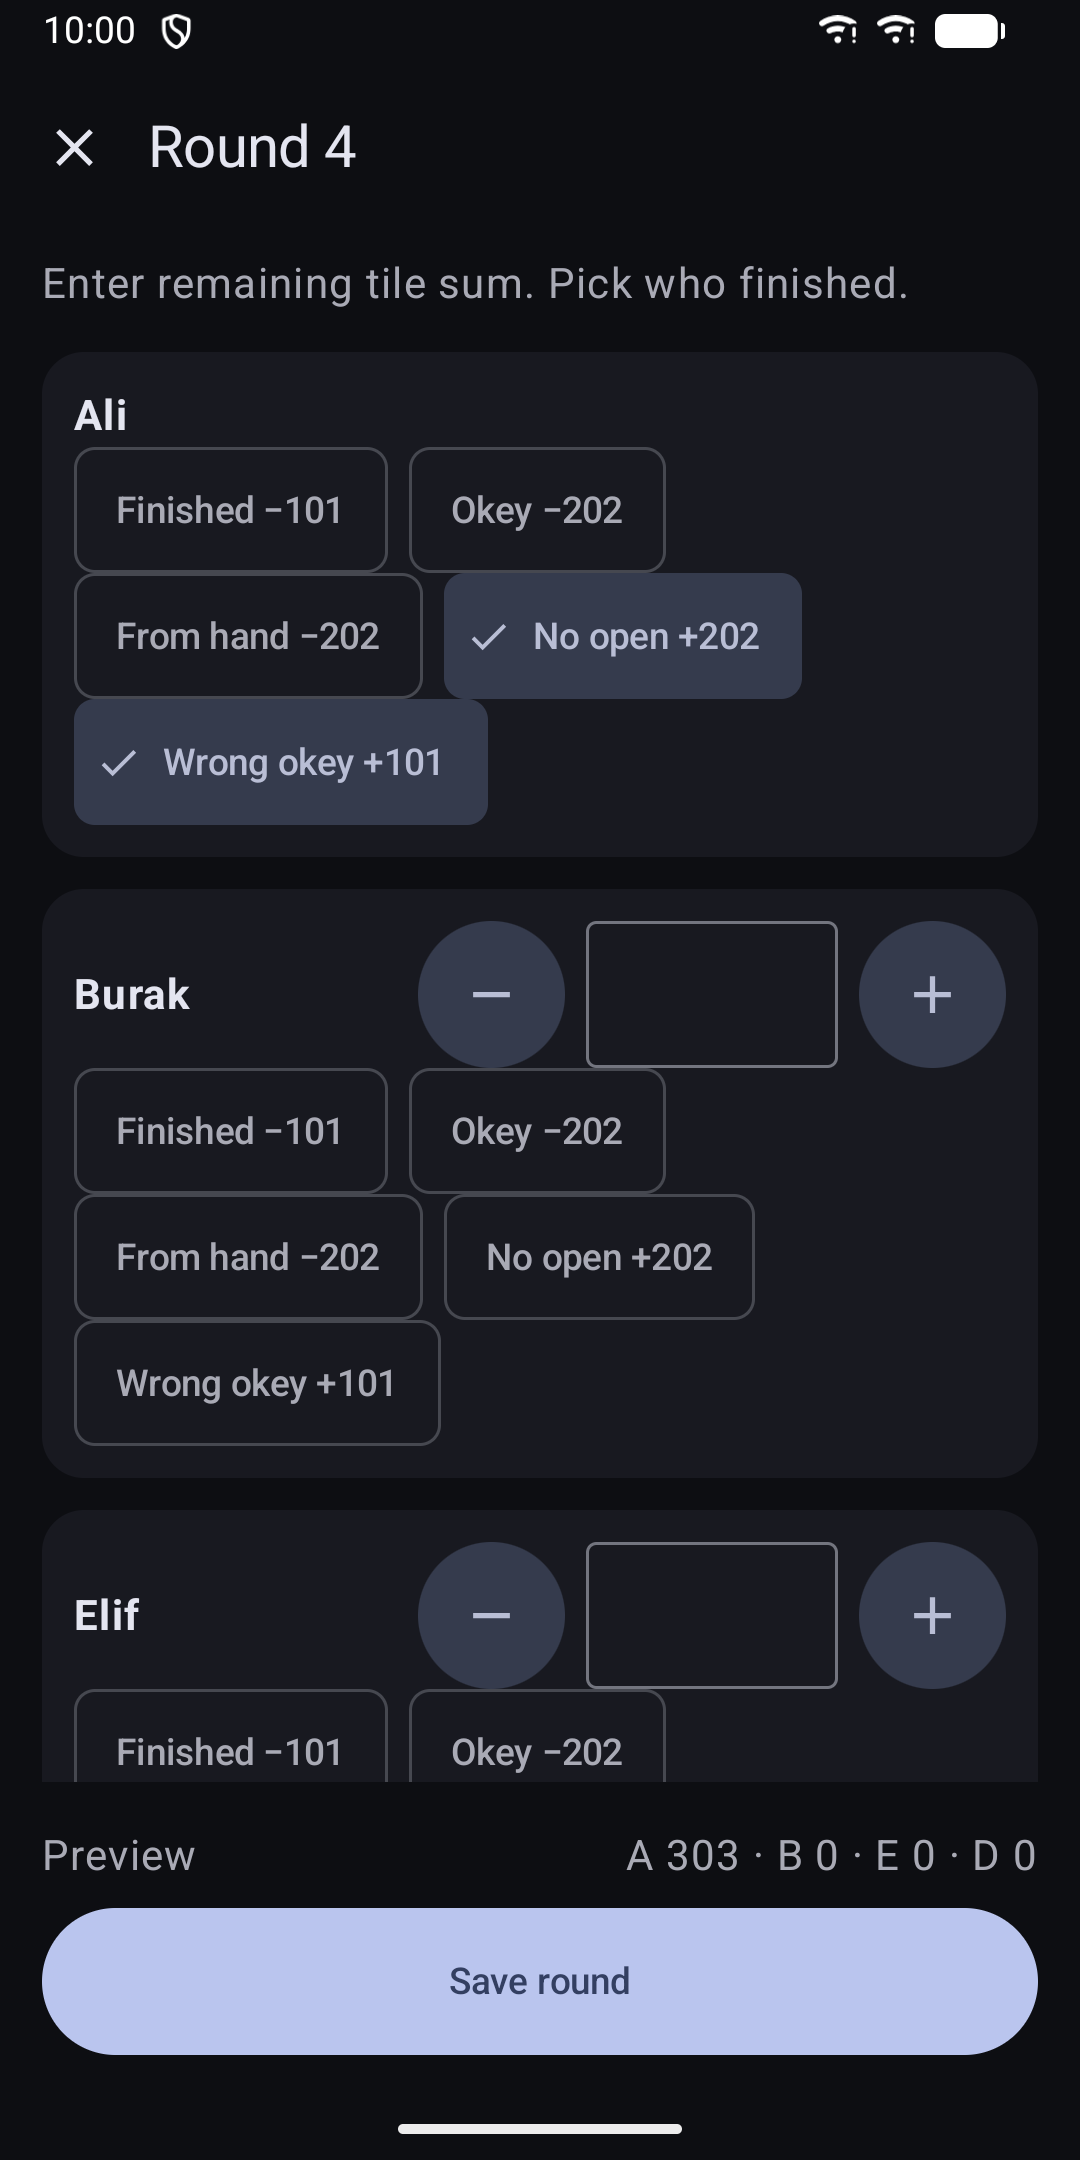 10:00
Round 4
Enter remaining tile sum. Pick who finished.
Ali
Finished −101 Okey −202
From hand −202 No open +202
Wrong okey +101
Burak
Finished −101 Okey −202
From hand −202 No open +202
Wrong okey +101
Elif
Finished −101 Okey −202
Preview A 303 · B 0 · E 0 · D 0
Save round